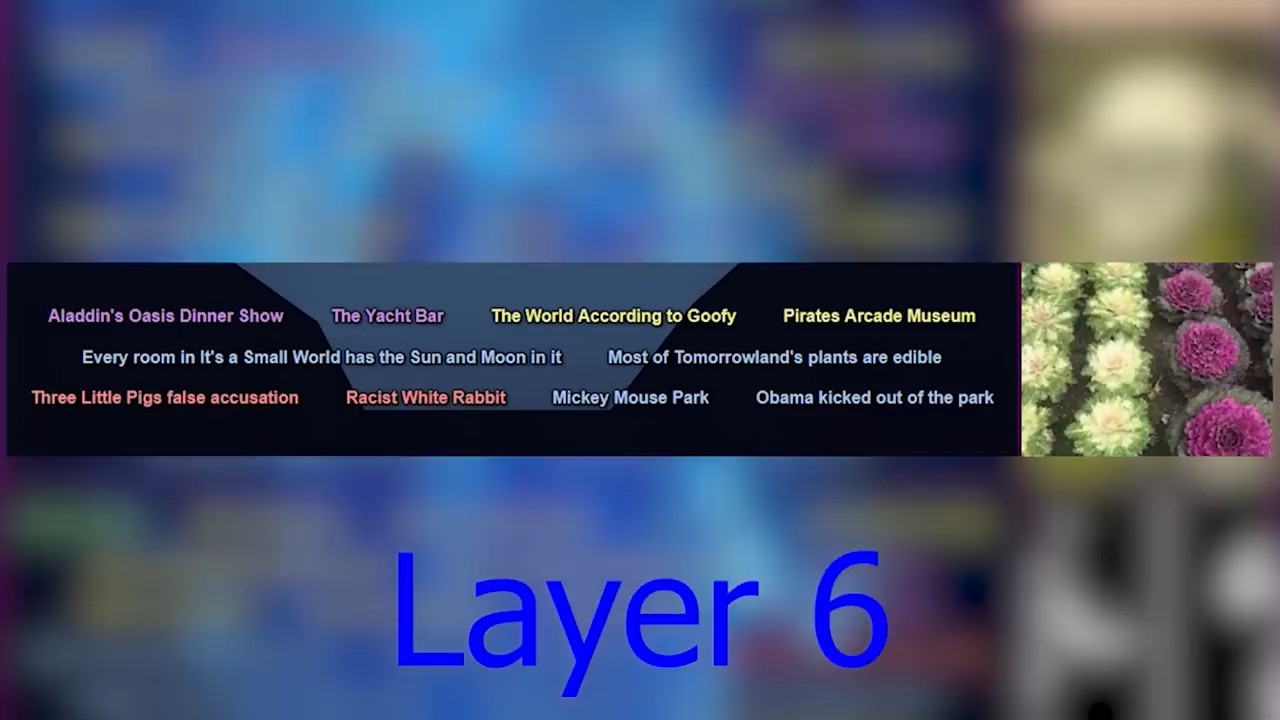 Aladdin's Oasis Dinner Show The Yacht Bar The World According to Goofy Pirates Arcade Museum
Every room in It's a Small World has the Sun and Moon in it Most of Tomorrowland's plants are edible
Three Little Pigs false accusation Racist White Rabbit Mickey Mouse Park Obama kicked out of the park
Layer 6